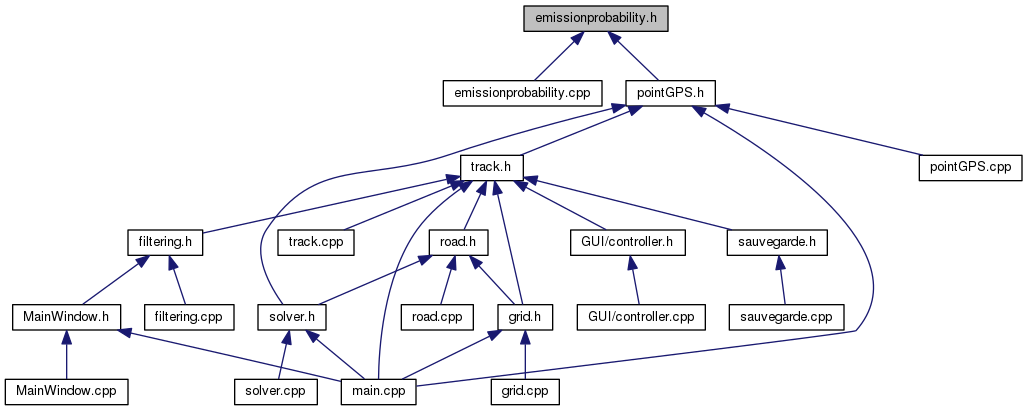 emissionprobability.h
emissionprobability.cpp
pointGPS.h
track.h
pointGPS.cpp
filtering.h
track.cpp
road.h
GUI/controller.h
sauvegarde.h
MainWindow.h
filtering.cpp
solver.h
road.cpp
grid.h
GUI/controller.cpp
sauvegarde.cpp
MainWindow.cpp
solver.cpp
main.cpp
grid.cpp